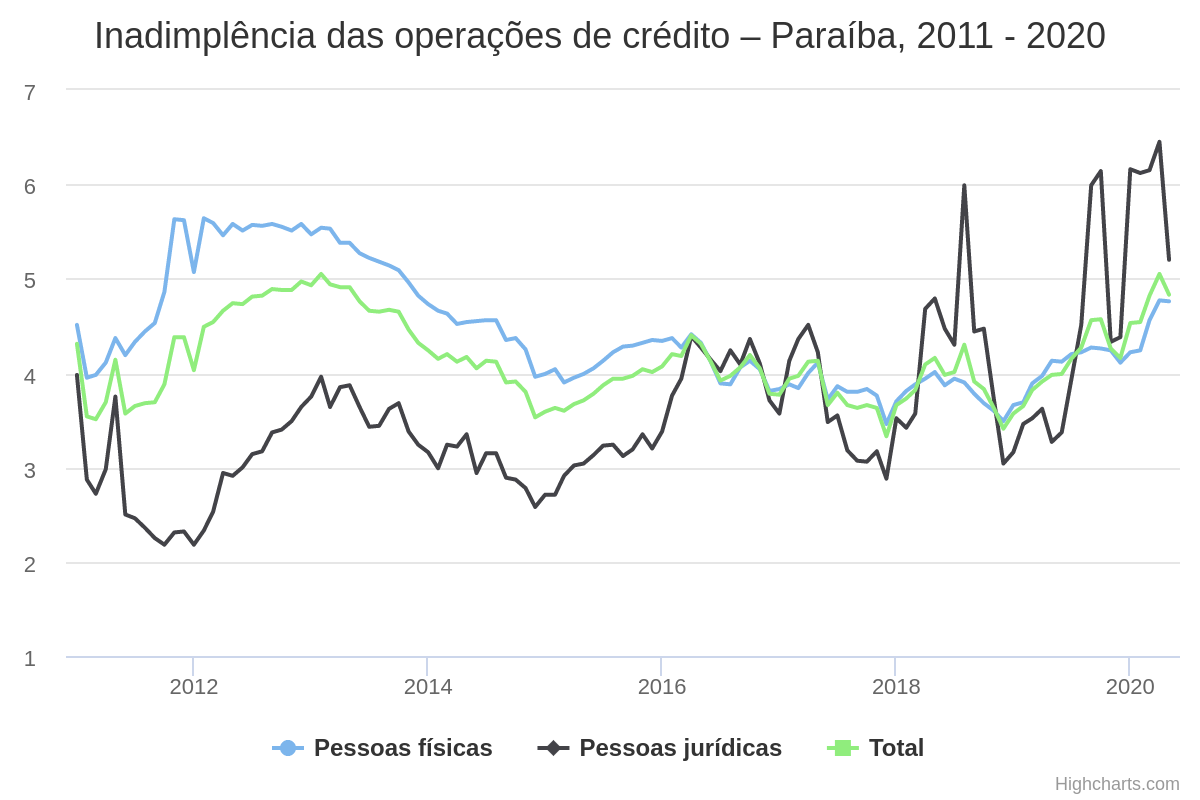 Inadimplência das operações de crédito – Paraíba, 2011 - 2020
7
6
5
4
3
2
1
2012 2014 2016 2018 2020
Pessoas físicas Pessoas jurídicas Total
Highcharts.com